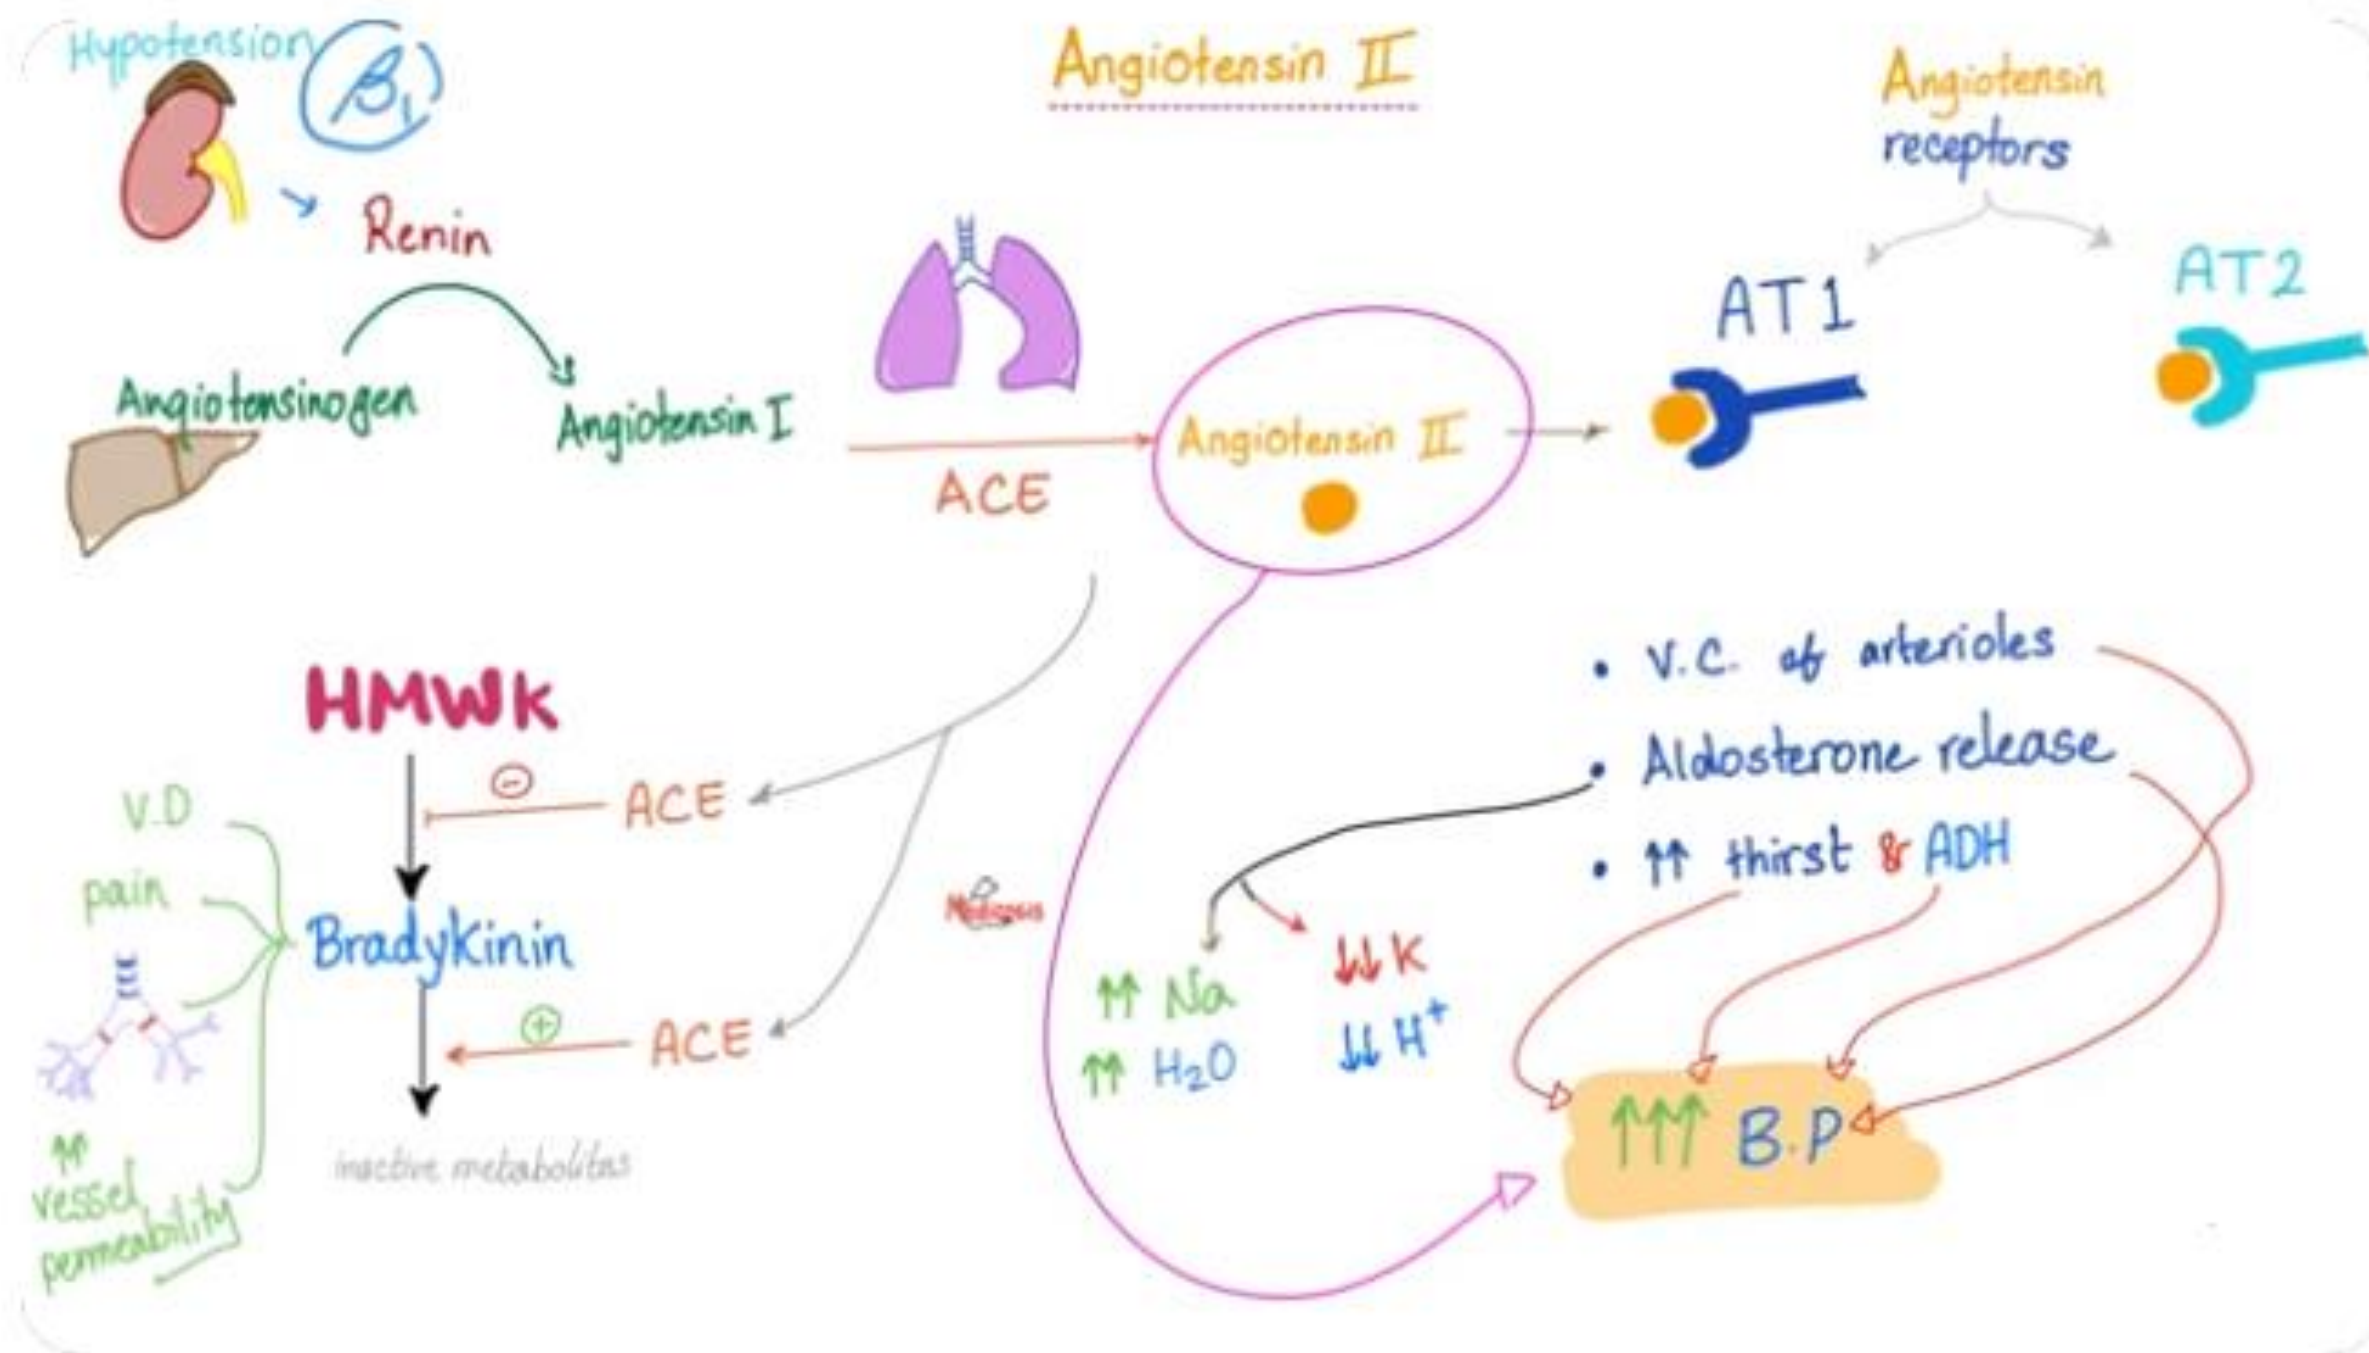 Hypotension
β1
Renin
Angiotensinogen
Angiotensin I
Angiotensin II
ACE
Angiotensin II
Angiotensin
receptors
AT1
AT2
HMWK
⊖
ACE
V.D
pain
Bradykinin
⊕
ACE
↑↑
vessel
permeability
inactive metabolites
Medicosis
• V.C. of arterioles
• Aldosterone release
• ↑↑ thirst & ADH
↑↑ Na
↑↑ H₂O
↓↓ K
↓↓ H⁺
↑↑↑ B.P